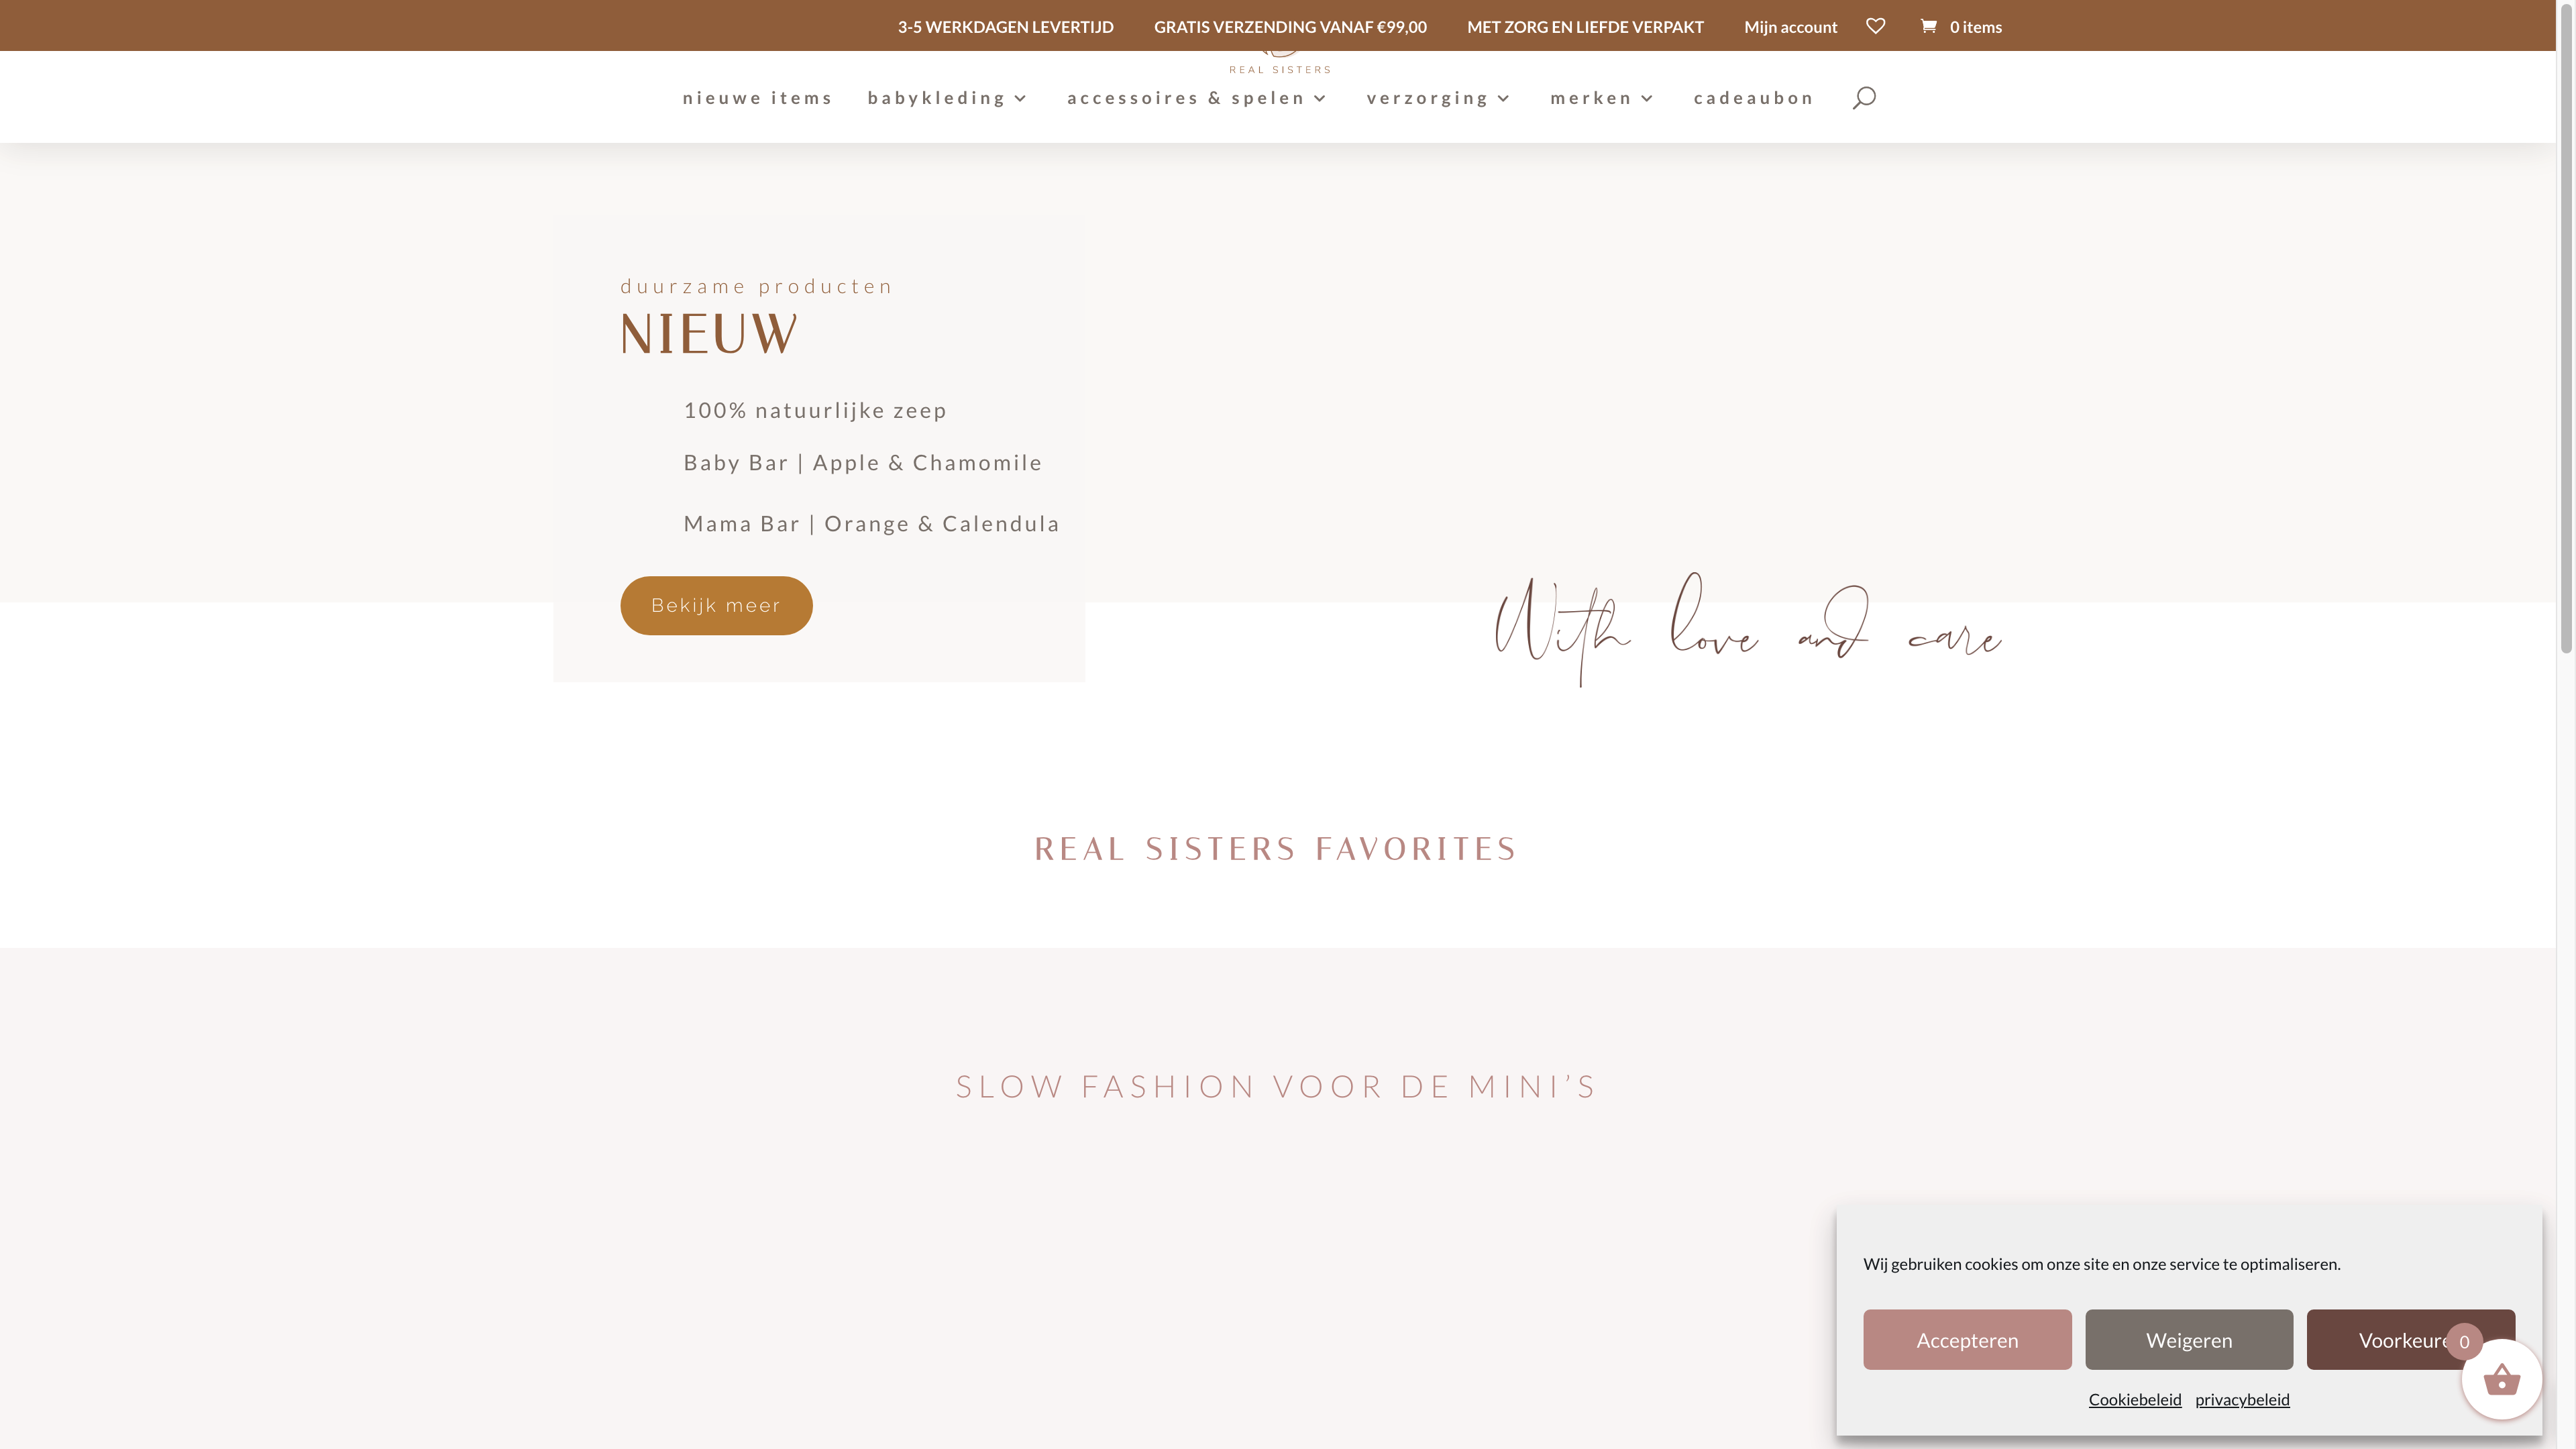 3-5 WERKDAGEN LEVERTIJD GRATIS VERZENDING VANAF €99,00 MET ZORG EN LIEFDE VERPAKT Mijn account 0 items
REAL SISTERS
nieuwe items babykleding accessoires & spelen verzorging merken cadeaubon
duurzame producten
NIEUW
100% natuurlijke zeep
Baby Bar | Apple & Chamomile
Mama Bar | Orange & Calendula
Bekijk meer
With love and care
REAL SISTERS FAVORITES
SLOW FASHION VOOR DE MINI’S
Wij gebruiken cookies om onze site en onze service te optimaliseren.
Accepteren Weigeren Voorkeure 0
Cookiebeleid privacybeleid